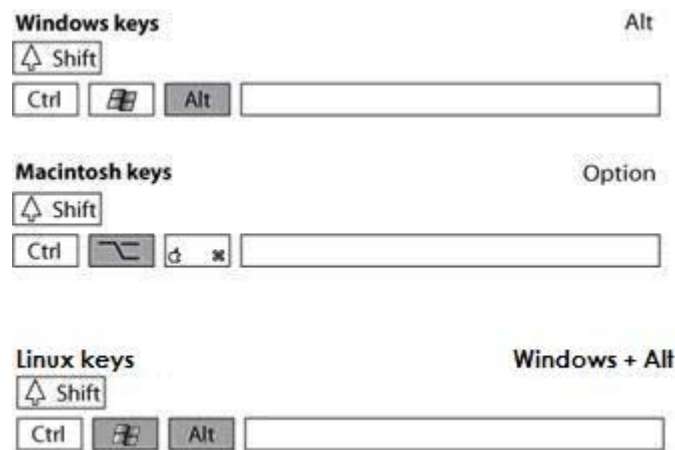 Windows keys Alt
Shift
Ctrl Alt
Macintosh keys Option
Shift
Ctrl ⌥ ⌘
Linux keys Windows + Alt
Shift
Ctrl Alt